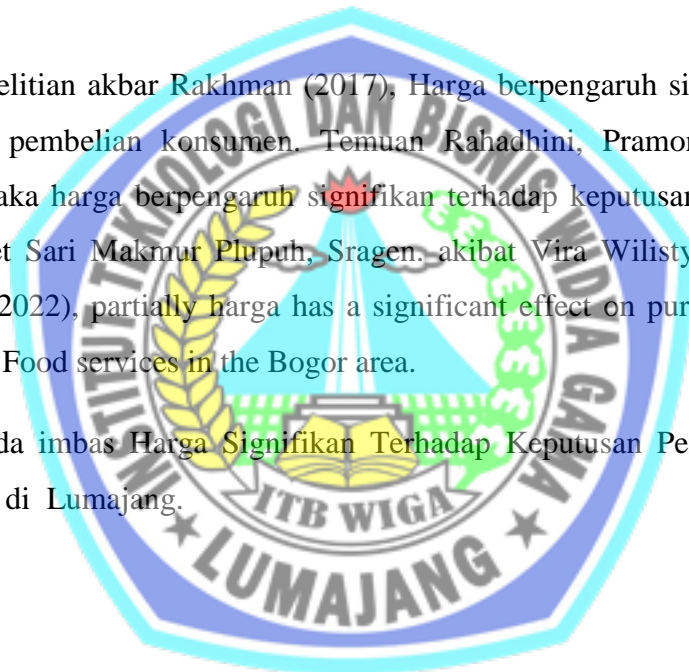 elitian akbar Rakhman (2017), Harga berpengaruh si
pembelian konsumen. Temuan Rahadhini, Pramor
aka harga berpengaruh signifikan terhadap keputusan
et Sari Makmur Plupuh, Sragen. akibat Vira Wilisty
2022), partially harga has a significant effect on pur
Food services in the Bogor area.
da imbas Harga Signifikan Terhadap Keputusan Pe
di Lumajang.
INSTITUT TEKNOLOGI DAN BISNIS WIDYA GAMA
ITB WIGA
LUMAJANG